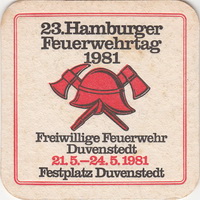 23.Hamburger
Feuerwehrtag
1981
Freiwillige Feuerwehr
Duvenstedt
21.5.—24.5.1981
Festplatz Duvenstedt